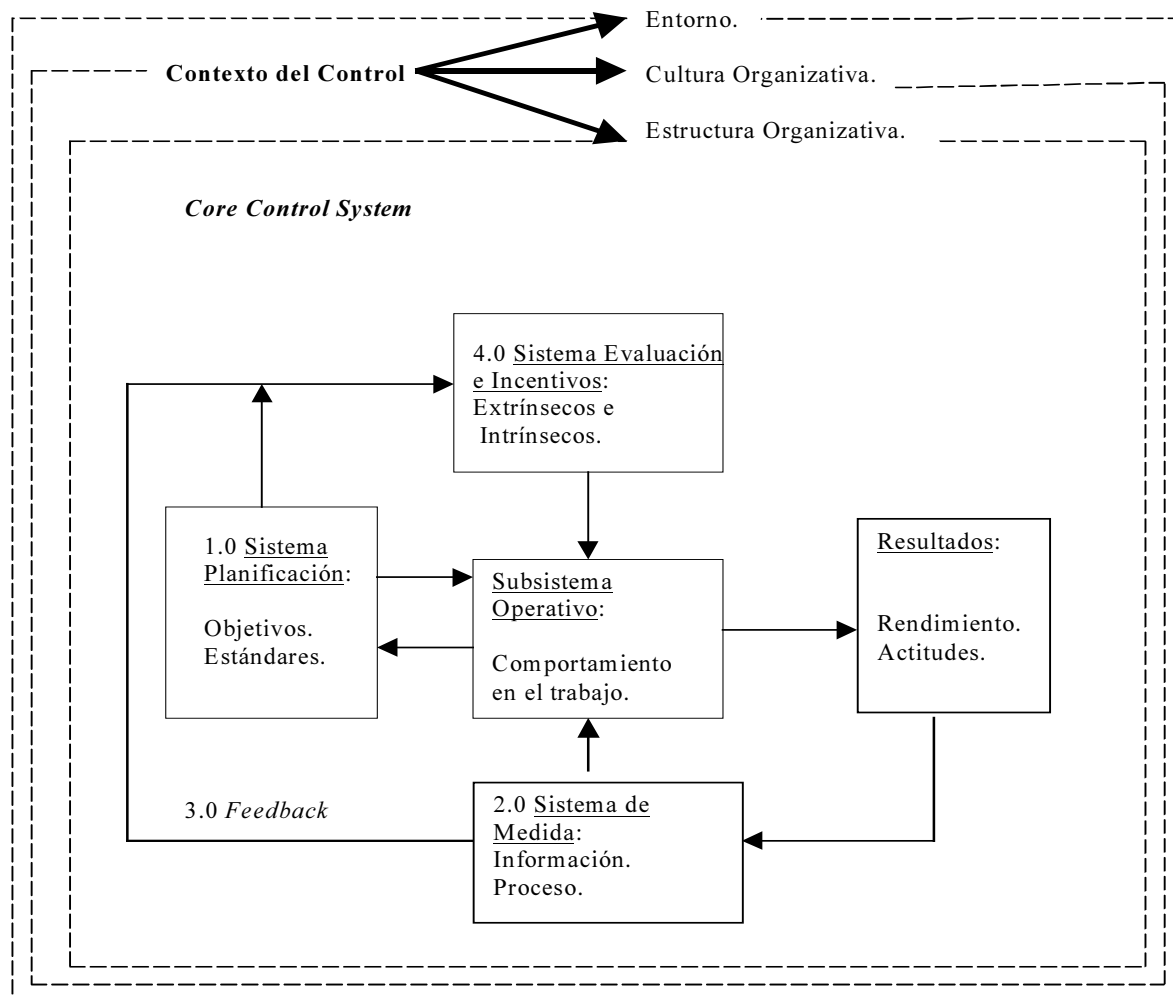 Entorno.
Contexto del Control
Cultura Organizativa.
Estructura Organizativa.
Core Control System
4.0 Sistema Evaluación
e Incentivos:
Extrínsecos e
Intrínsecos.
1.0 Sistema
Planificación:
Objetivos.
Estándares.
Subsistema
Operativo:
Comportamiento
en el trabajo.
Resultados:
Rendimiento.
Actitudes.
3.0 Feedback
2.0 Sistema de
Medida:
Información.
Proceso.